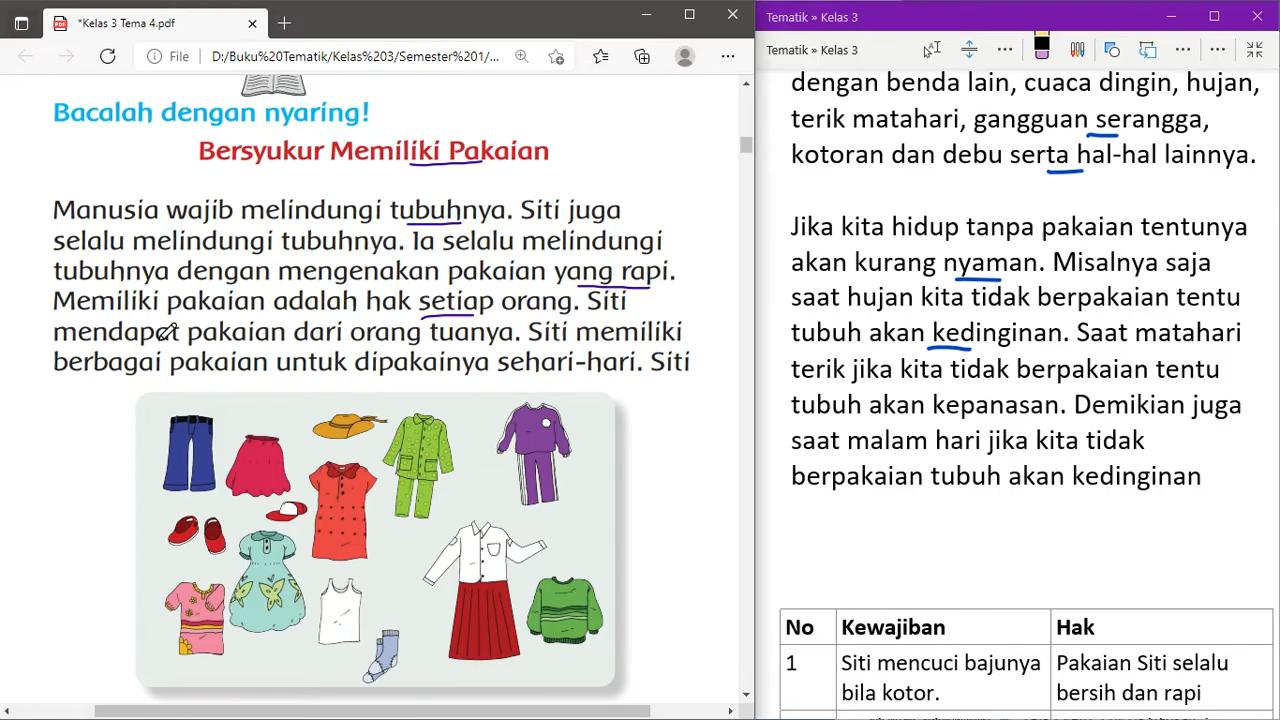 *Kelas 3 Tema 4.pdf
File
D:/Buku%20Tematik/Kelas%203/Semester%201/...
Bacalah dengan nyaring!
Bersyukur Memiliki Pakaian
Manusia wajib melindungi tubuhnya. Siti juga
selalu melindungi tubuhnya. Ia selalu melindungi
tubuhnya dengan mengenakan pakaian yang rapi.
Memiliki pakaian adalah hak setiap orang. Siti
mendapat pakaian dari orang tuanya. Siti memiliki
berbagai pakaian untuk dipakainya sehari-hari. Siti
Tematik » Kelas 3
Tematik » Kelas 3
dengan benda lain, cuaca dingin, hujan,
terik matahari, gangguan serangga,
kotoran dan debu serta hal-hal lainnya.
Jika kita hidup tanpa pakaian tentunya
akan kurang nyaman. Misalnya saja
saat hujan kita tidak berpakaian tentu
tubuh akan kedinginan. Saat matahari
terik jika kita tidak berpakaian tentu
tubuh akan kepanasan. Demikian juga
saat malam hari jika kita tidak
berpakaian tubuh akan kedinginan
No Kewajiban Hak
1 Siti mencuci bajunya Pakaian Siti selalu
bila kotor. bersih dan rapi